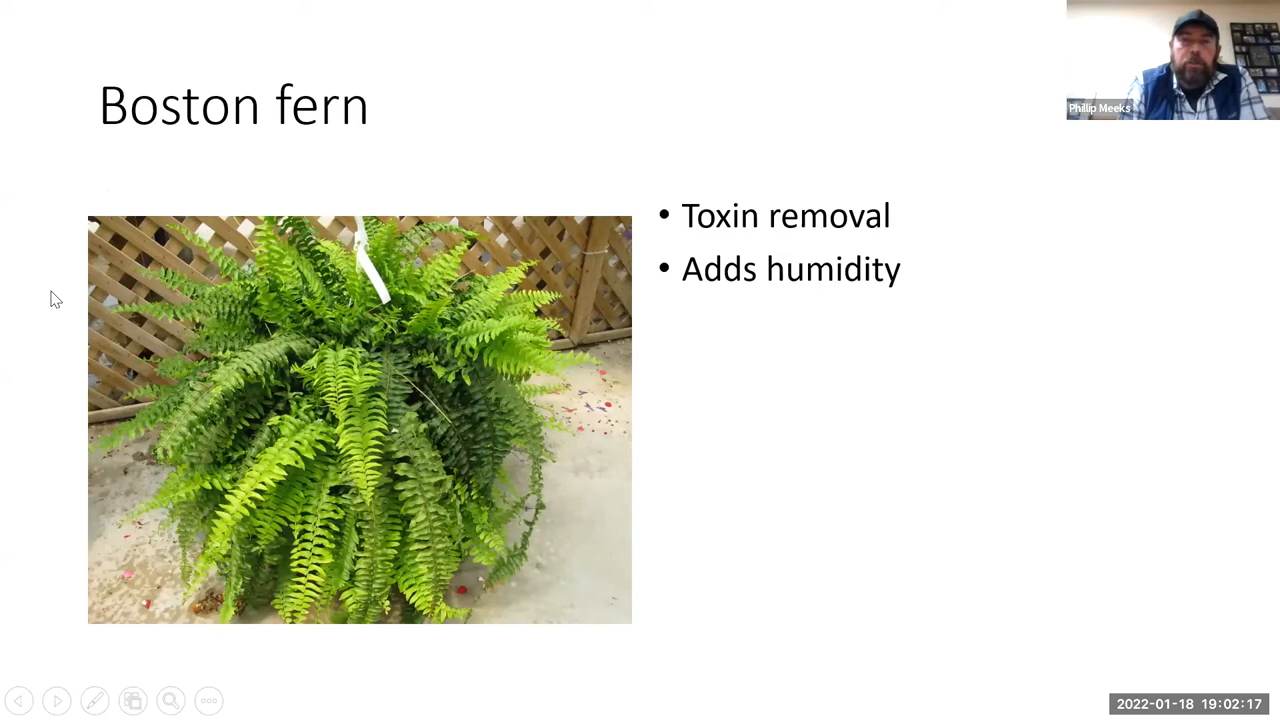 Boston fern
Phillip Meeks
• Toxin removal
• Adds humidity
2022-01-18 19:02:17